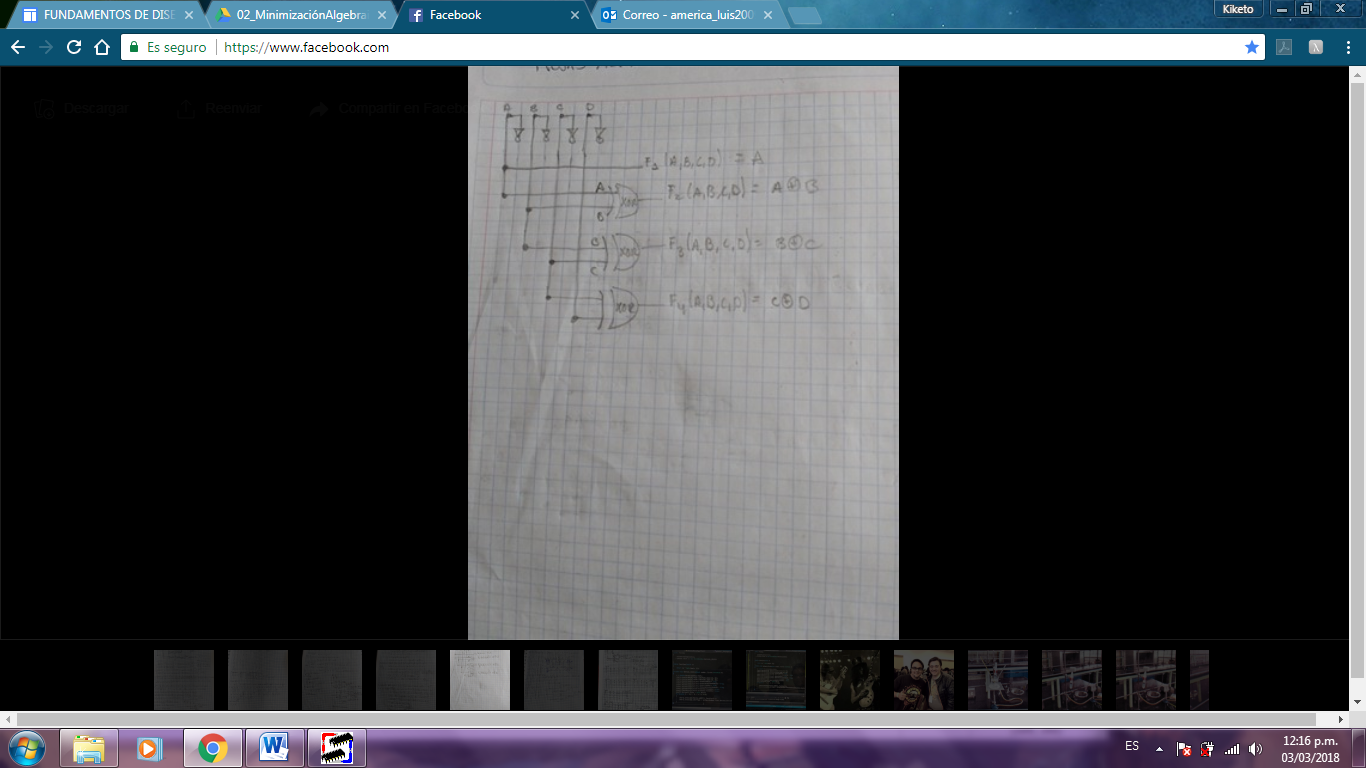 FUNDAMENTOS DE DISE
02_MinimizaciónAlgebra
Facebook
Correo - america_luis200
Kiketo
Es seguro
https://www.facebook.com
Descargar
Reenviar
Compartir en Facebo
A B C D
F1 (A,B,C,D) = A
A
B
XOR
F2 (A,B,C,D) = A ⊕ B
B
C
XOR
F3 (A,B,C,D) = B ⊕ C
XOR
F4 (A,B,C,D) = C ⊕ D
ES
12:16 p.m.
03/03/2018